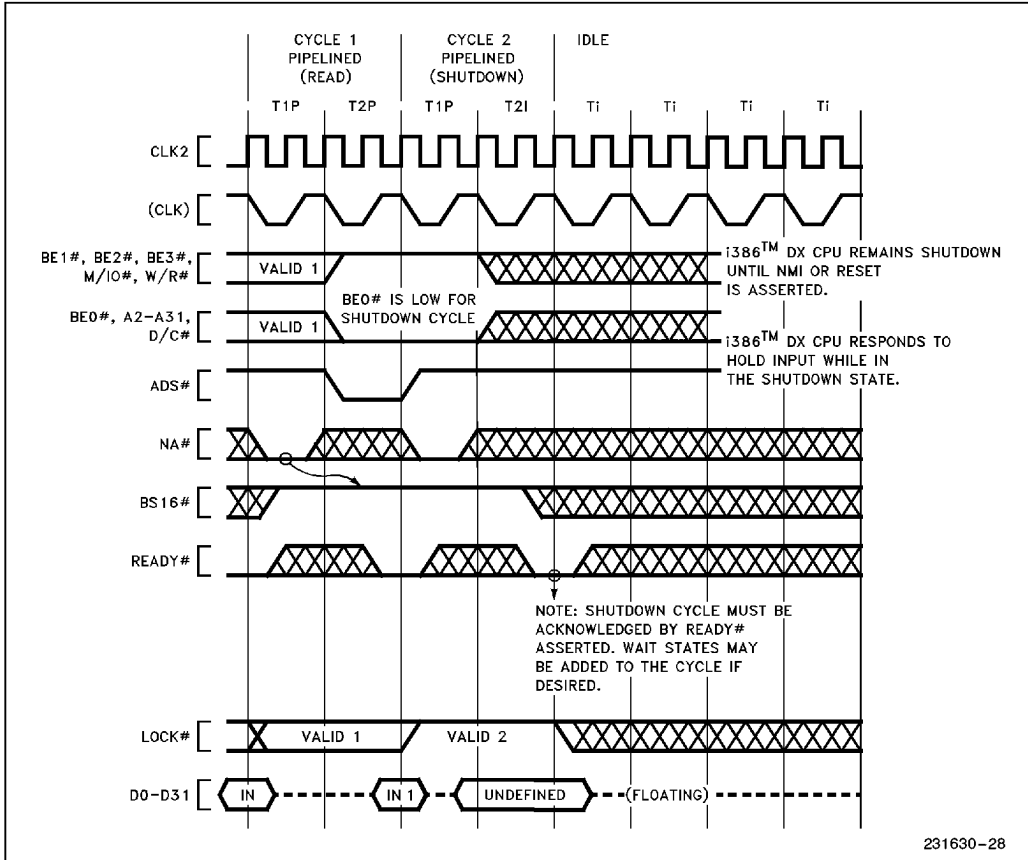 CYCLE 1
PIPELINED
(READ)
CYCLE 2
PIPELINED
(SHUTDOWN)
IDLE
T1P T2P T1P T2I Ti Ti Ti Ti
CLK2
(CLK)
BE1#, BE2#, BE3#,
M/IO#, W/R#
VALID 1
i386™ DX CPU REMAINS SHUTDOWN
UNTIL NMI OR RESET
IS ASSERTED.
BE0#, A2-A31,
D/C#
VALID 1
BE0# IS LOW FOR
SHUTDOWN CYCLE
i386™ DX CPU RESPONDS TO
HOLD INPUT WHILE IN
THE SHUTDOWN STATE.
ADS#
NA#
BS16#
READY#
NOTE: SHUTDOWN CYCLE MUST BE
ACKNOWLEDGED BY READY#
ASSERTED. WAIT STATES MAY
BE ADDED TO THE CYCLE IF
DESIRED.
LOCK#
VALID 1
VALID 2
D0-D31
IN
IN 1
UNDEFINED
(FLOATING)
231630-28